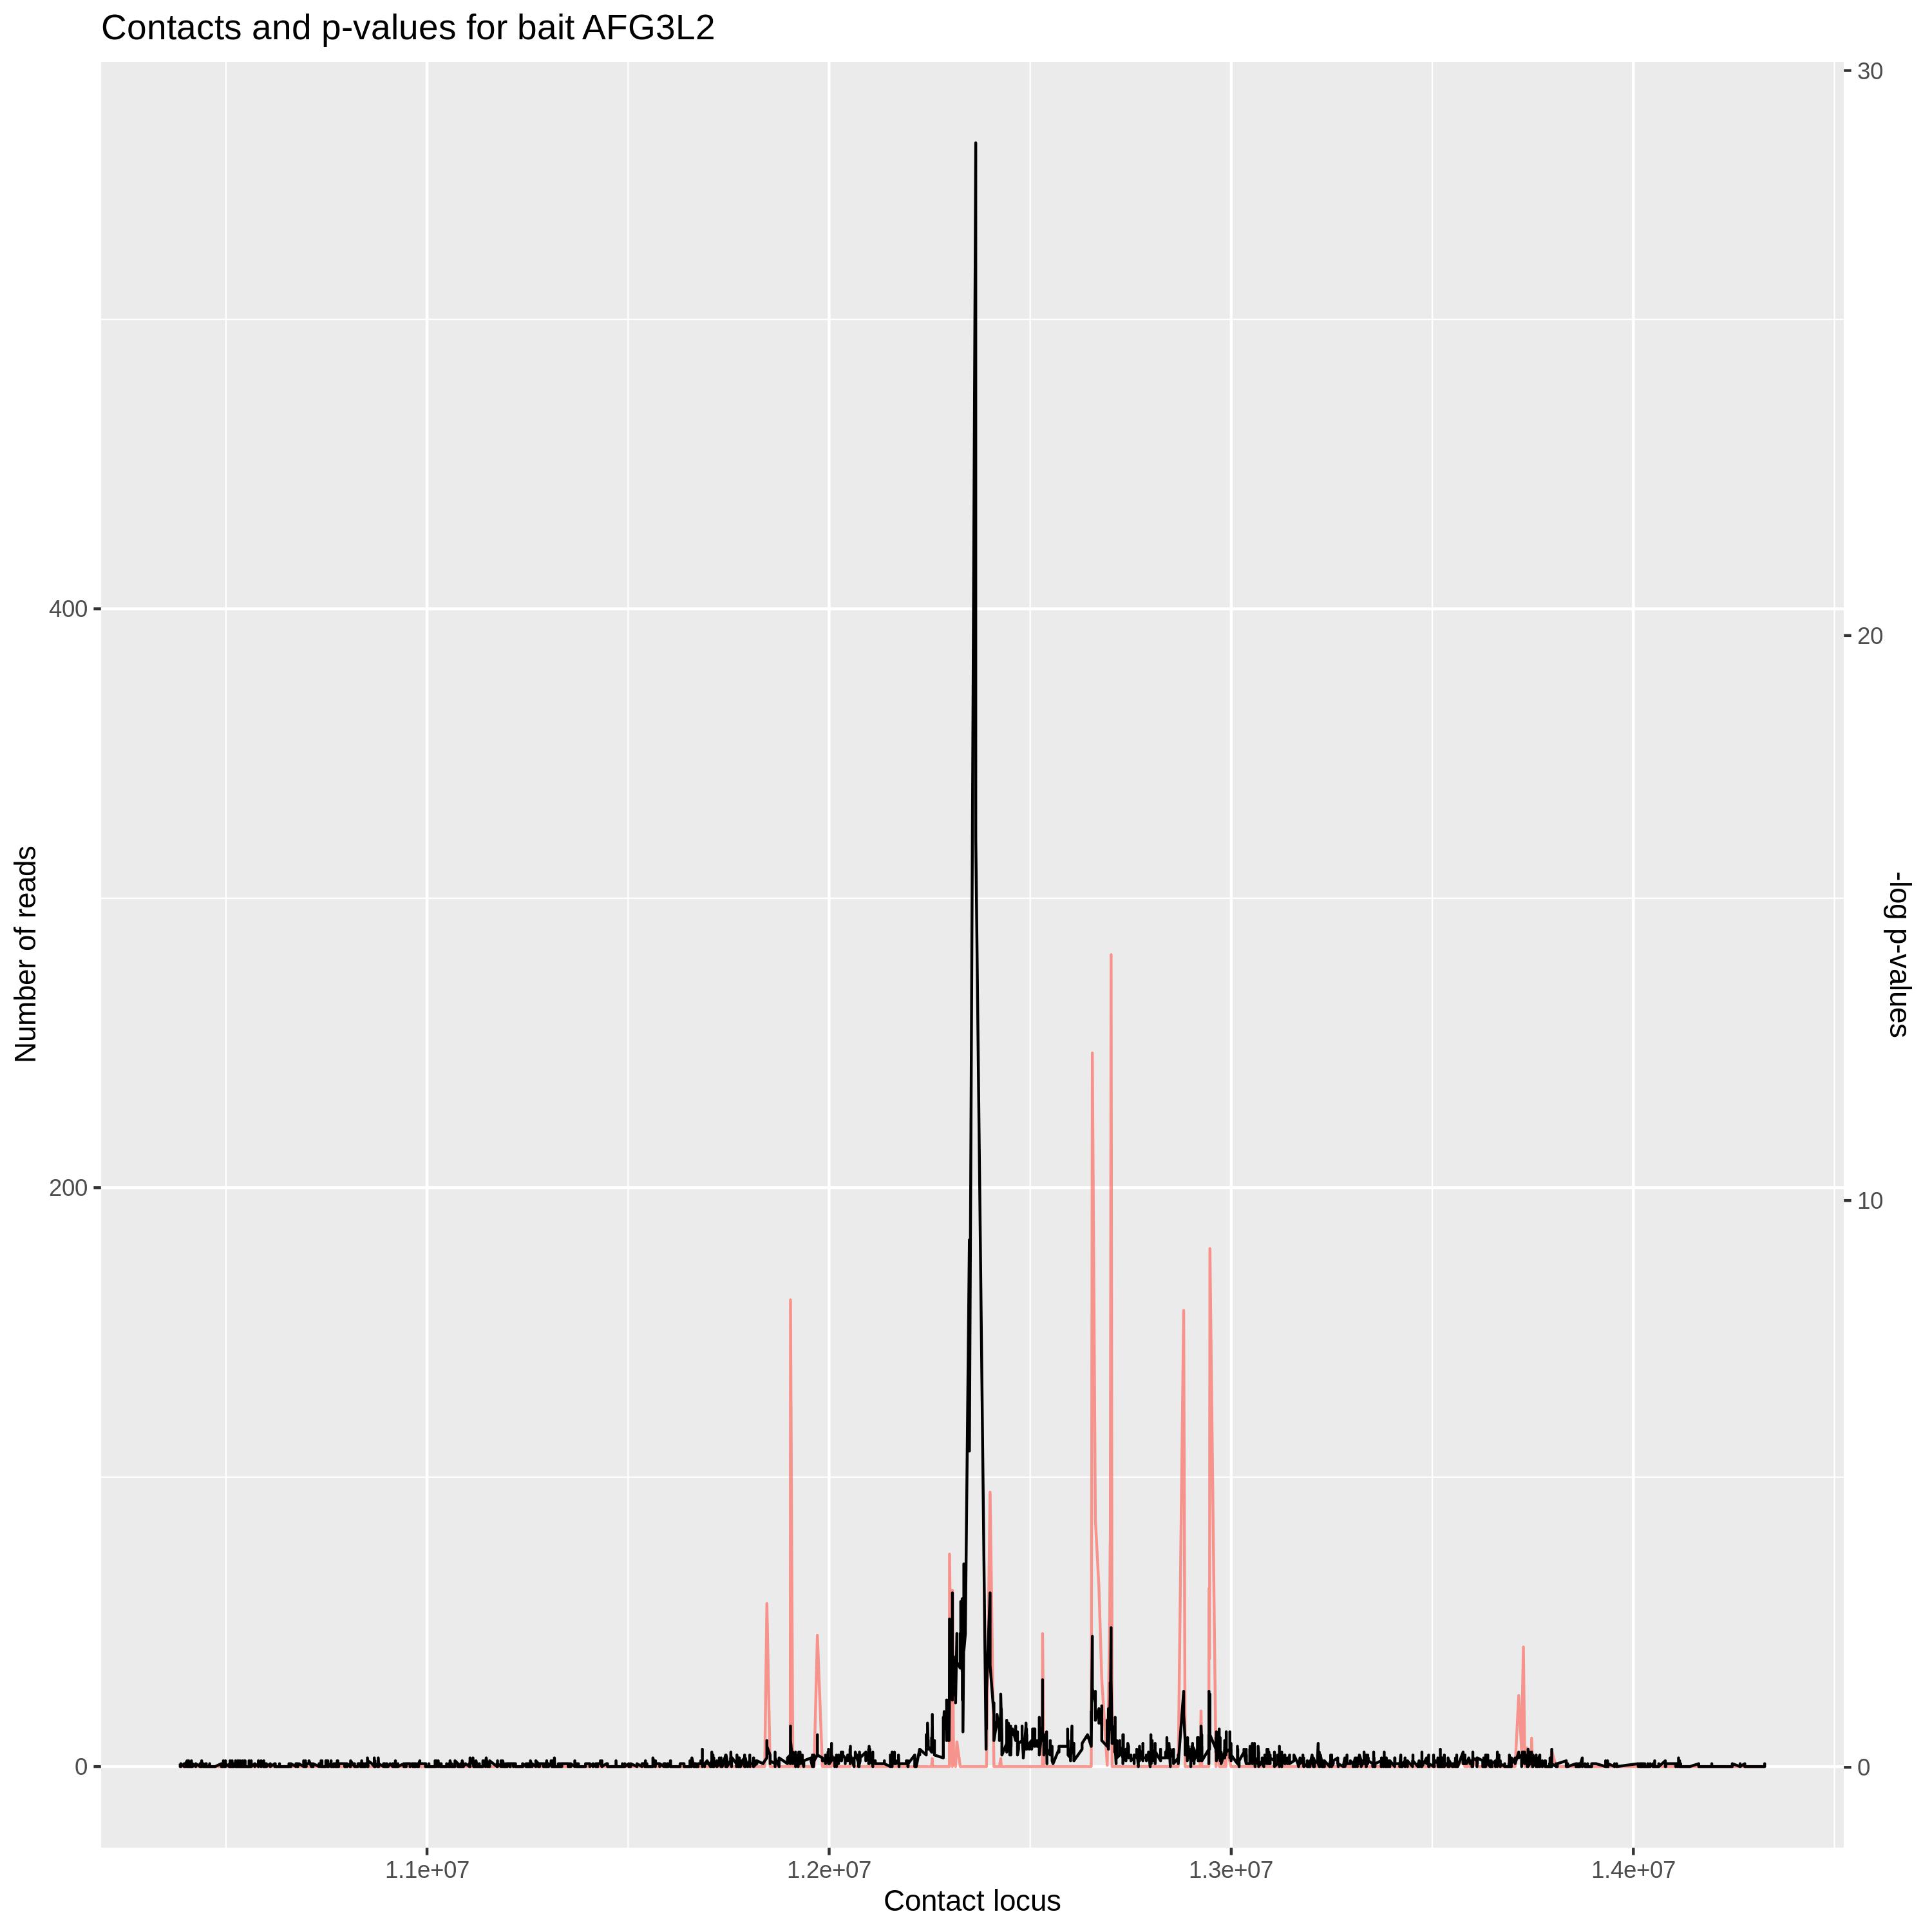 Contacts and p-values for bait AFG3L2
30
400
20
Number of reads
-log p-values
200
10
0
0
1.1e+07
1.2e+07
1.3e+07
1.4e+07
Contact locus